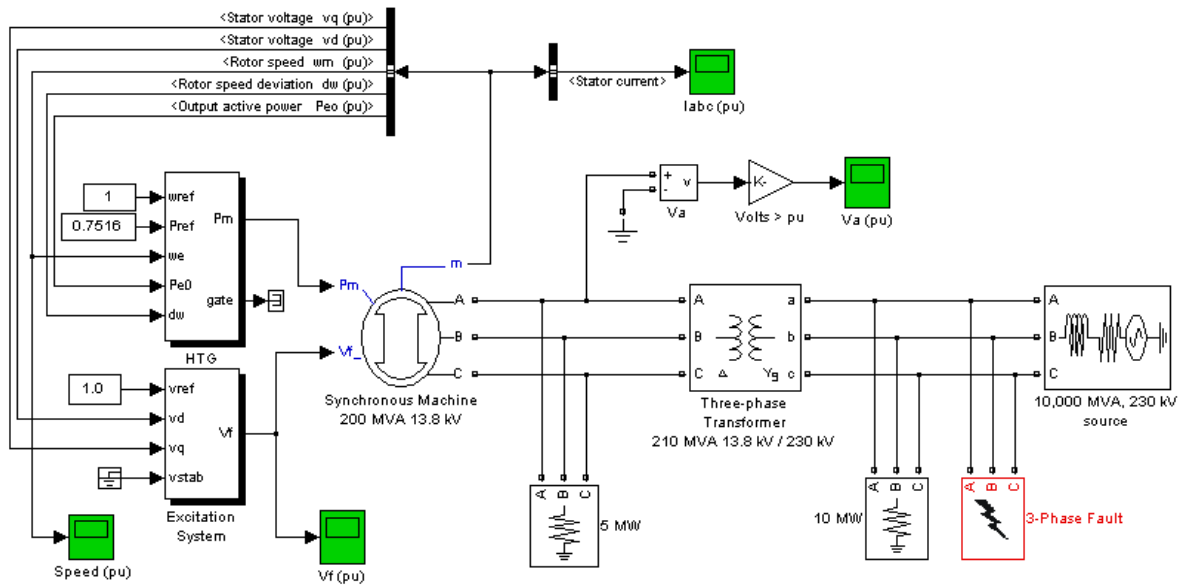 <Stator voltage vq (pu)>
<Stator voltage vd (pu)>
<Rotor speed wm (pu)>
<Rotor speed deviation dw (pu)>
<Output active power Peo (pu)>
<Stator current>
Iabc (pu)
+
-
v
Va
K-
Volts > pu
Va (pu)
1
0.7516
wref
Pref
we
Pe0
dw
Pm
gate
HTG
1.0
vref
vd
vq
vstab
Vf
Excitation
System
Speed (pu)
Vf (pu)
m
Pm
Vf_
A
B
C
Synchronous Machine
200 MVA 13.8 kV
A
B
C
5 MW
A
B
C
a
b
c
Δ
Yg
Three-phase
Transformer
210 MVA 13.8 kV / 230 kV
A
B
C
10 MW
A
B
C
3-Phase Fault
A
B
C
10,000 MVA, 230 kV
source